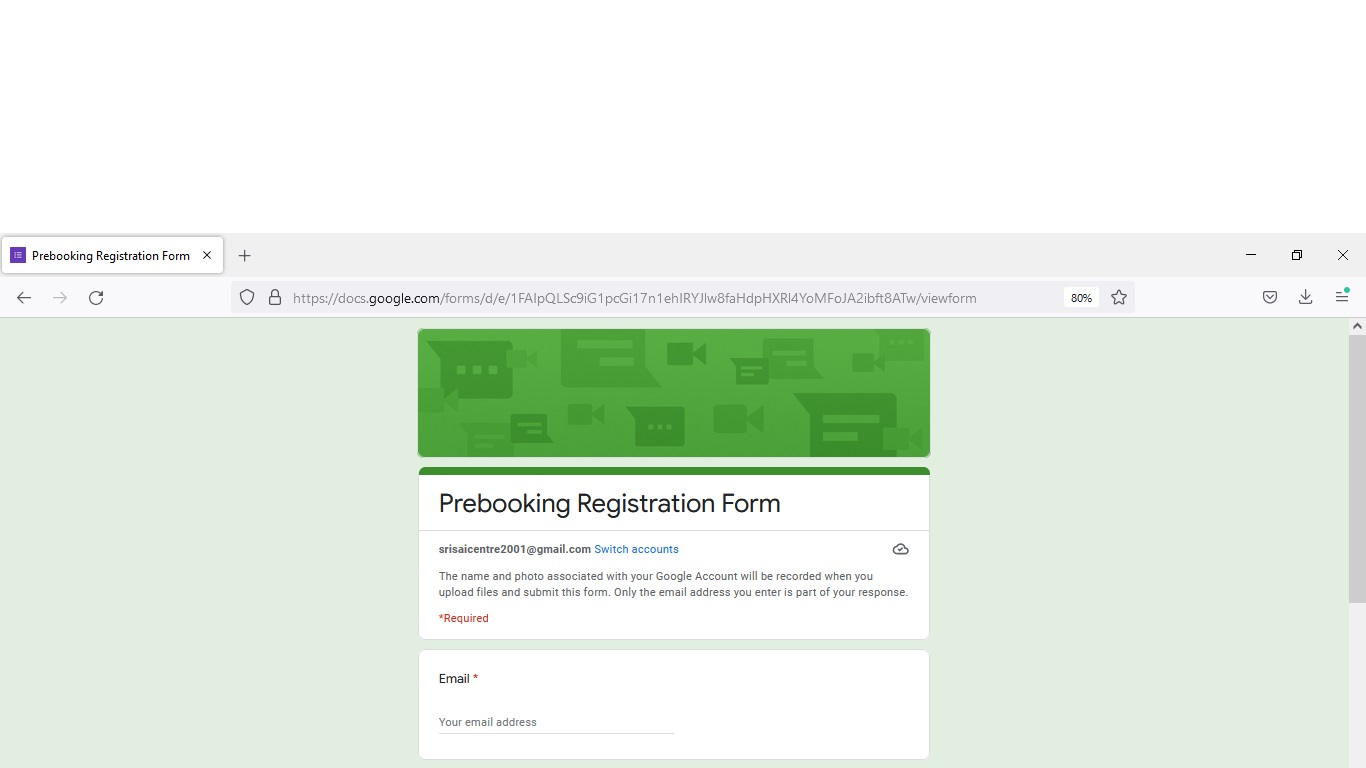 Prebooking Registration Form
https://docs.google.com/forms/d/e/1FAIpQLSc9iG1pcGi17n1ehIRYJlw8faHdpHXRl4YoMFoJA2ibft8ATw/viewform
80%
Prebooking Registration Form
srisaicentre2001@gmail.com Switch accounts
The name and photo associated with your Google Account will be recorded when you
upload files and submit this form. Only the email address you enter is part of your response.
*Required
Email *
Your email address